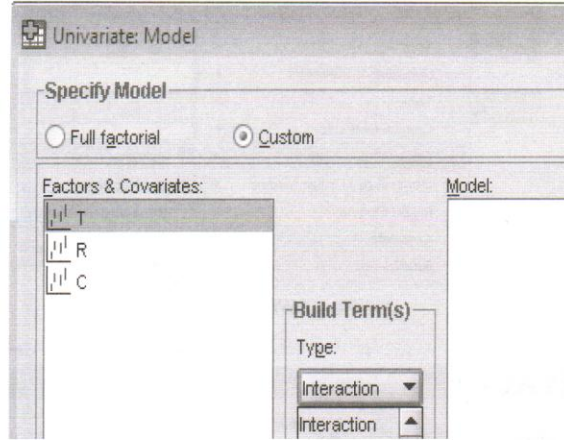 Univariate: Model
Specify Model
Full factorial
Custom
Factors & Covariates:
T
R
C
Build Term(s)
Type:
Interaction
Interaction
Model: